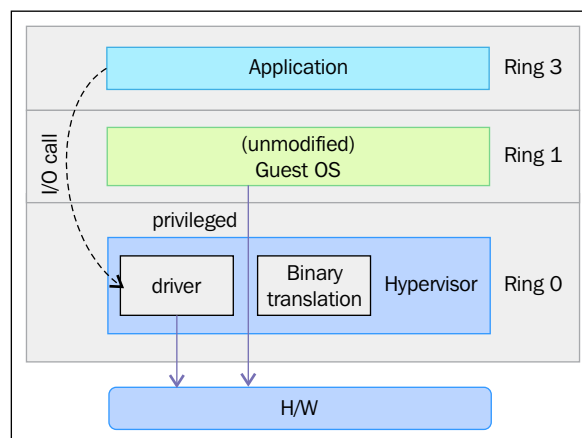 Application
Ring 3
I/O call
(unmodified)
Guest OS
Ring 1
privileged
driver
Binary
translation
Hypervisor
Ring 0
H/W